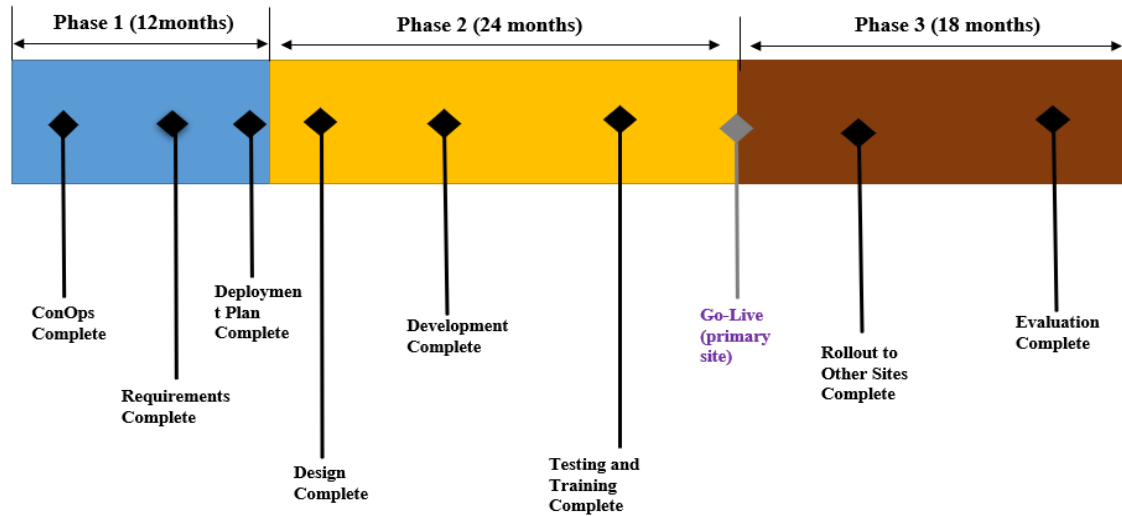 Phase 1 (12months)
Phase 2 (24 months)
Phase 3 (18 months)
ConOps
Complete
Requirements
Complete
Deploymen
t Plan
Complete
Design
Complete
Development
Complete
Testing and
Training
Complete
Go-Live
(primary
site)
Rollout to
Other Sites
Complete
Evaluation
Complete